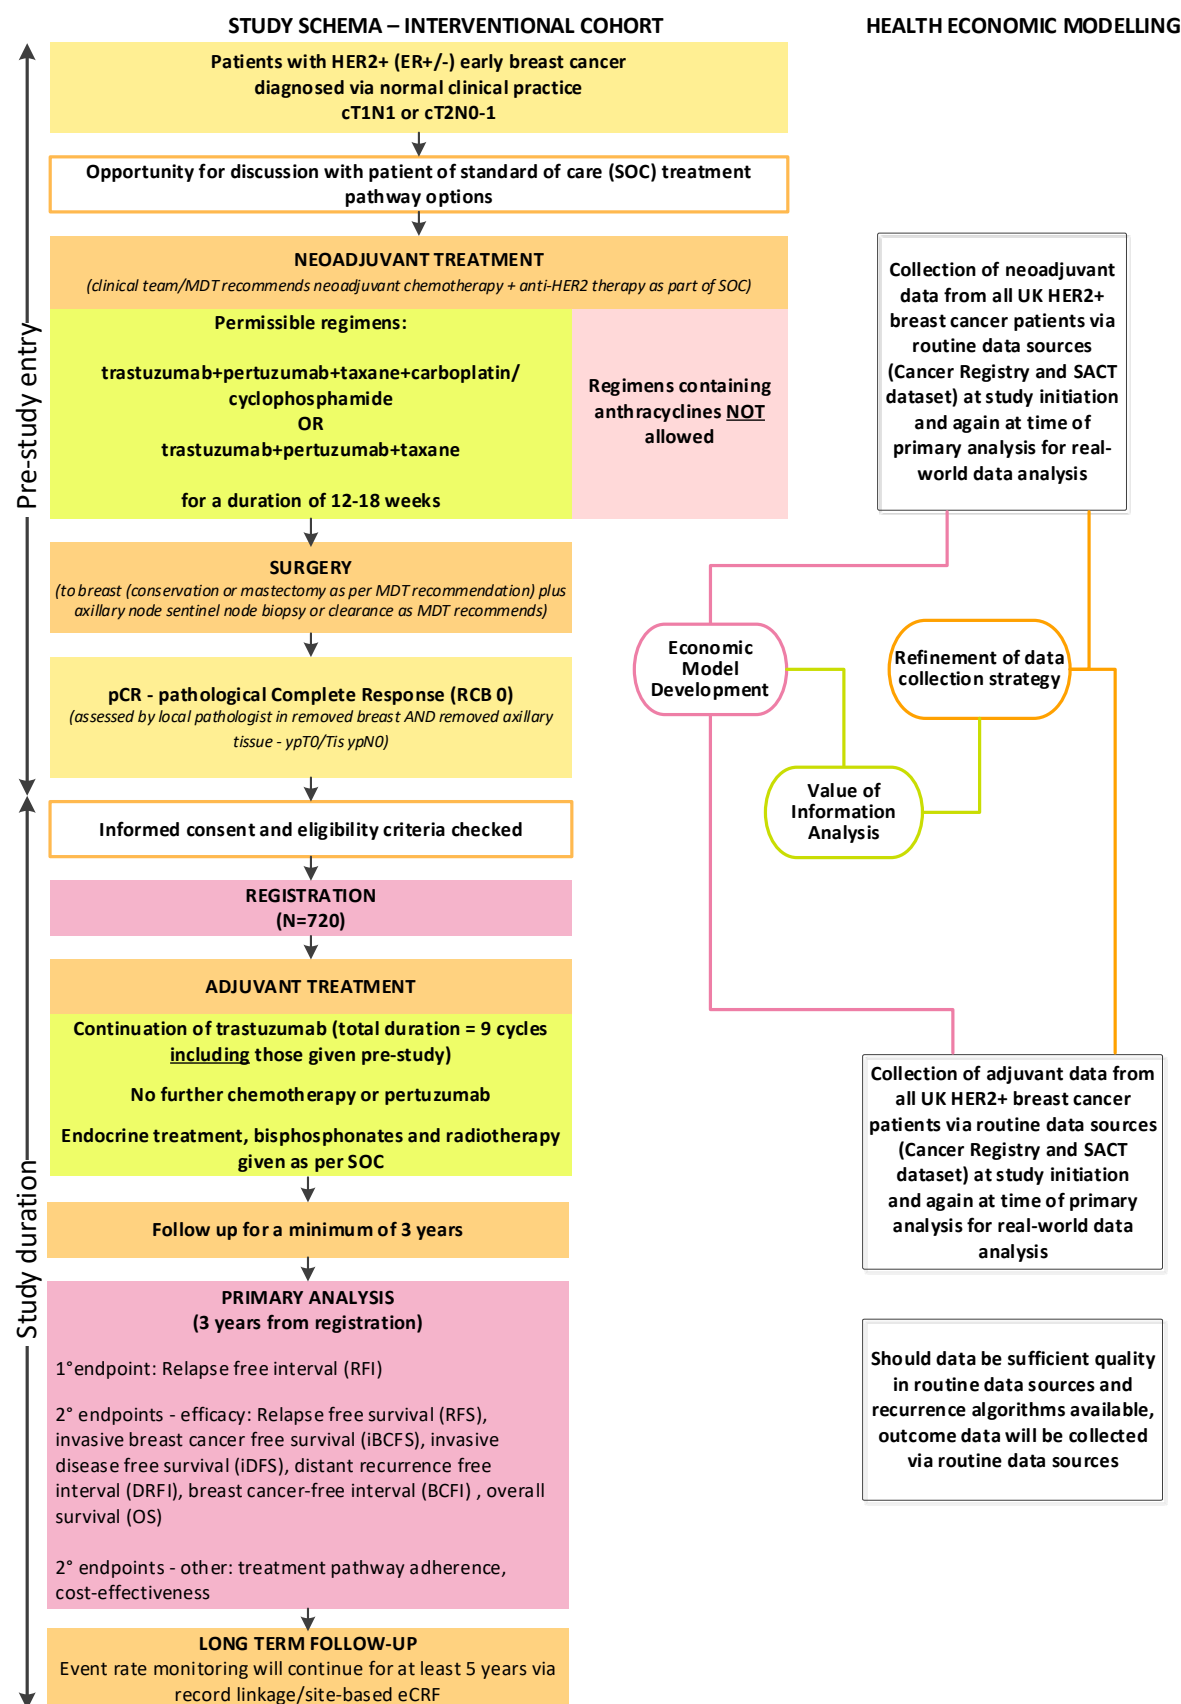 STUDY SCHEMA – INTERVENTIONAL COHORT
Patients with HER2+ (ER+/-) early breast cancer
diagnosed via normal clinical practice
cT1N1 or cT2N0-1
Opportunity for discussion with patient of standard of care (SOC) treatment
pathway options
NEOADJUVANT TREATMENT
(clinical team/MDT recommends neoadjuvant chemotherapy + anti-HER2 therapy as part of SOC)
Permissible regimens:
trastuzumab+pertuzumab+taxane+carboplatin/
cyclophosphamide
OR
trastuzumab+pertuzumab+taxane
for a duration of 12-18 weeks
Regimens containing
anthracyclines NOT
allowed
SURGERY
(to breast (conservation or mastectomy as per MDT recommendation) plus
axillary node sentinel node biopsy or clearance as MDT recommends)
pCR - pathological Complete Response (RCB 0)
(assessed by local pathologist in removed breast AND removed axillary
tissue - ypT0/Tis ypN0)
Pre-study entry
Informed consent and eligibility criteria checked
REGISTRATION
(N=720)
ADJUVANT TREATMENT
Continuation of trastuzumab (total duration = 9 cycles
including those given pre-study)
No further chemotherapy or pertuzumab
Endocrine treatment, bisphosphonates and radiotherapy
given as per SOC
Follow up for a minimum of 3 years
PRIMARY ANALYSIS
(3 years from registration)
1°endpoint: Relapse free interval (RFI)
2° endpoints - efficacy: Relapse free survival (RFS),
invasive breast cancer free survival (iBCFS), invasive
disease free survival (iDFS), distant recurrence free
interval (DRFI), breast cancer-free interval (BCFI) , overall
survival (OS)
2° endpoints - other: treatment pathway adherence,
cost-effectiveness
LONG TERM FOLLOW-UP
Event rate monitoring will continue for at least 5 years via
record linkage/site-based eCRF
Study duration
HEALTH ECONOMIC MODELLING
Collection of neoadjuvant
data from all UK HER2+
breast cancer patients via
routine data sources
(Cancer Registry and SACT
dataset) at study initiation
and again at time of
primary analysis for real-
world data analysis
Economic
Model
Development
Refinement of data
collection strategy
Value of
Information
Analysis
Collection of adjuvant data from
all UK HER2+ breast cancer
patients via routine data sources
(Cancer Registry and SACT
dataset) at study initiation
and again at time of primary
analysis for real-world data
analysis
Should data be sufficient quality
in routine data sources and
recurrence algorithms available,
outcome data will be collected
via routine data sources